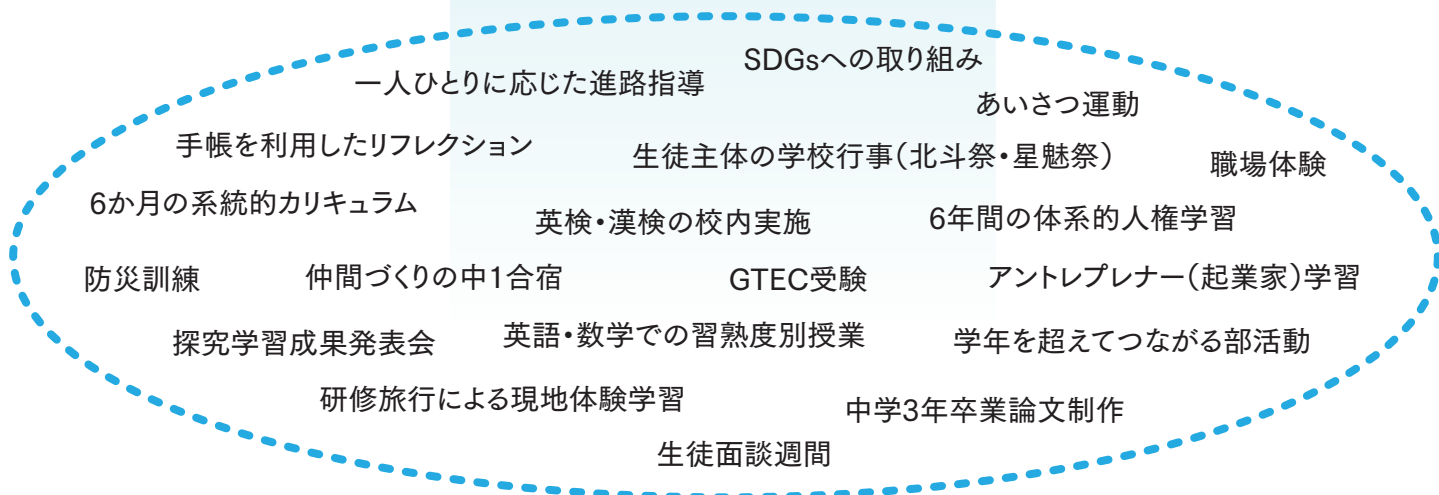 SDGsへの取り組み
一人ひとりに応じた進路指導
あいさつ運動
手帳を利用したリフレクション
生徒主体の学校行事（北斗祭・星魅祭）
職場体験
6か月の系統的カリキュラム
英検・漢検の校内実施
6年間の体系的人権学習
防災訓練
仲間づくりの中1合宿
GTEC受験
アントレプレナー（起業家）学習
探究学習成果発表会
英語・数学での習熟度別授業
学年を超えてつながる部活動
研修旅行による現地体験学習
中学3年卒業論文制作
生徒面談週間